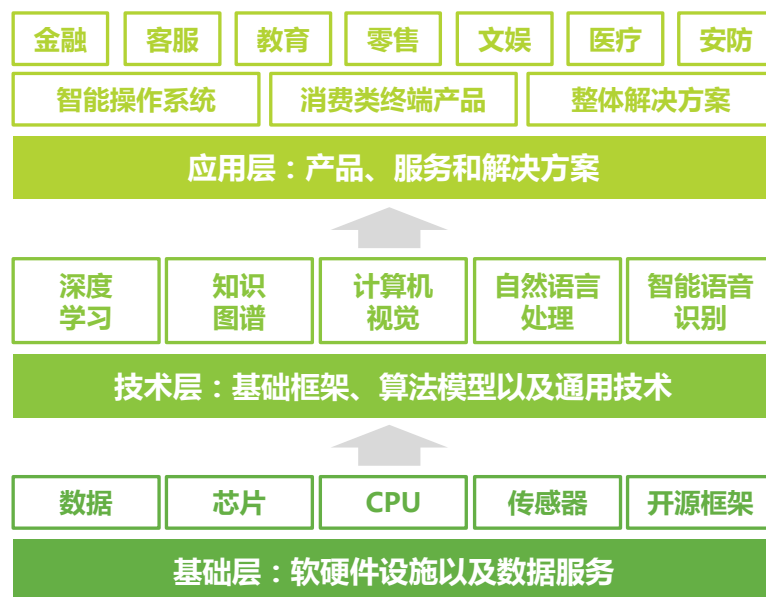 金融 客服 教育 零售 文娱 医疗 安防
智能操作系统 消费类终端产品 整体解决方案
应用层：产品、服务和解决方案
深度 知识 计算机 自然语言 智能语音
学习 图谱 视觉 处理 识别
技术层：基础框架、算法模型以及通用技术
数据 芯片 CPU 传感器 开源框架
基础层：软硬件设施以及数据服务